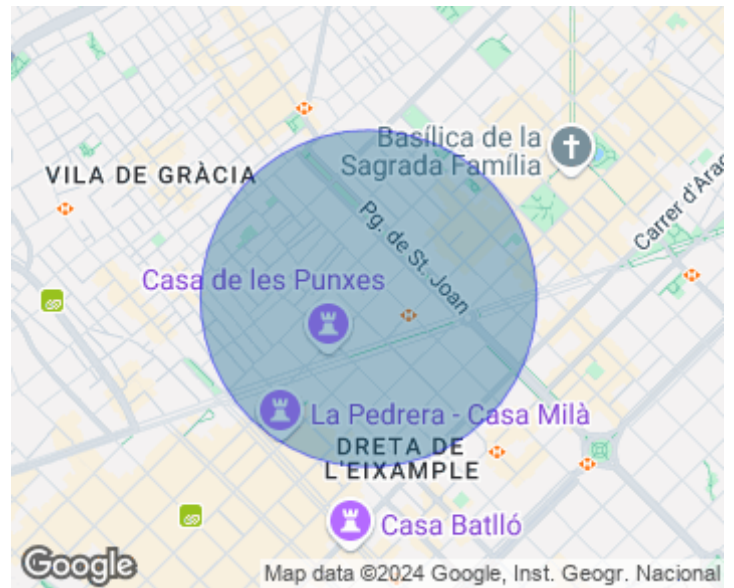 Basílica de la
Sagrada Família
VILA DE GRÀCIA
Carrer d'Arag
Pg. de St. Joan
Casa de les Punxes
La Pedrera - Casa Milà
DRETA DE
L'EIXAMPLE
Casa Batlló
Google
Map data ©2024 Google, Inst. Geogr. Nacional